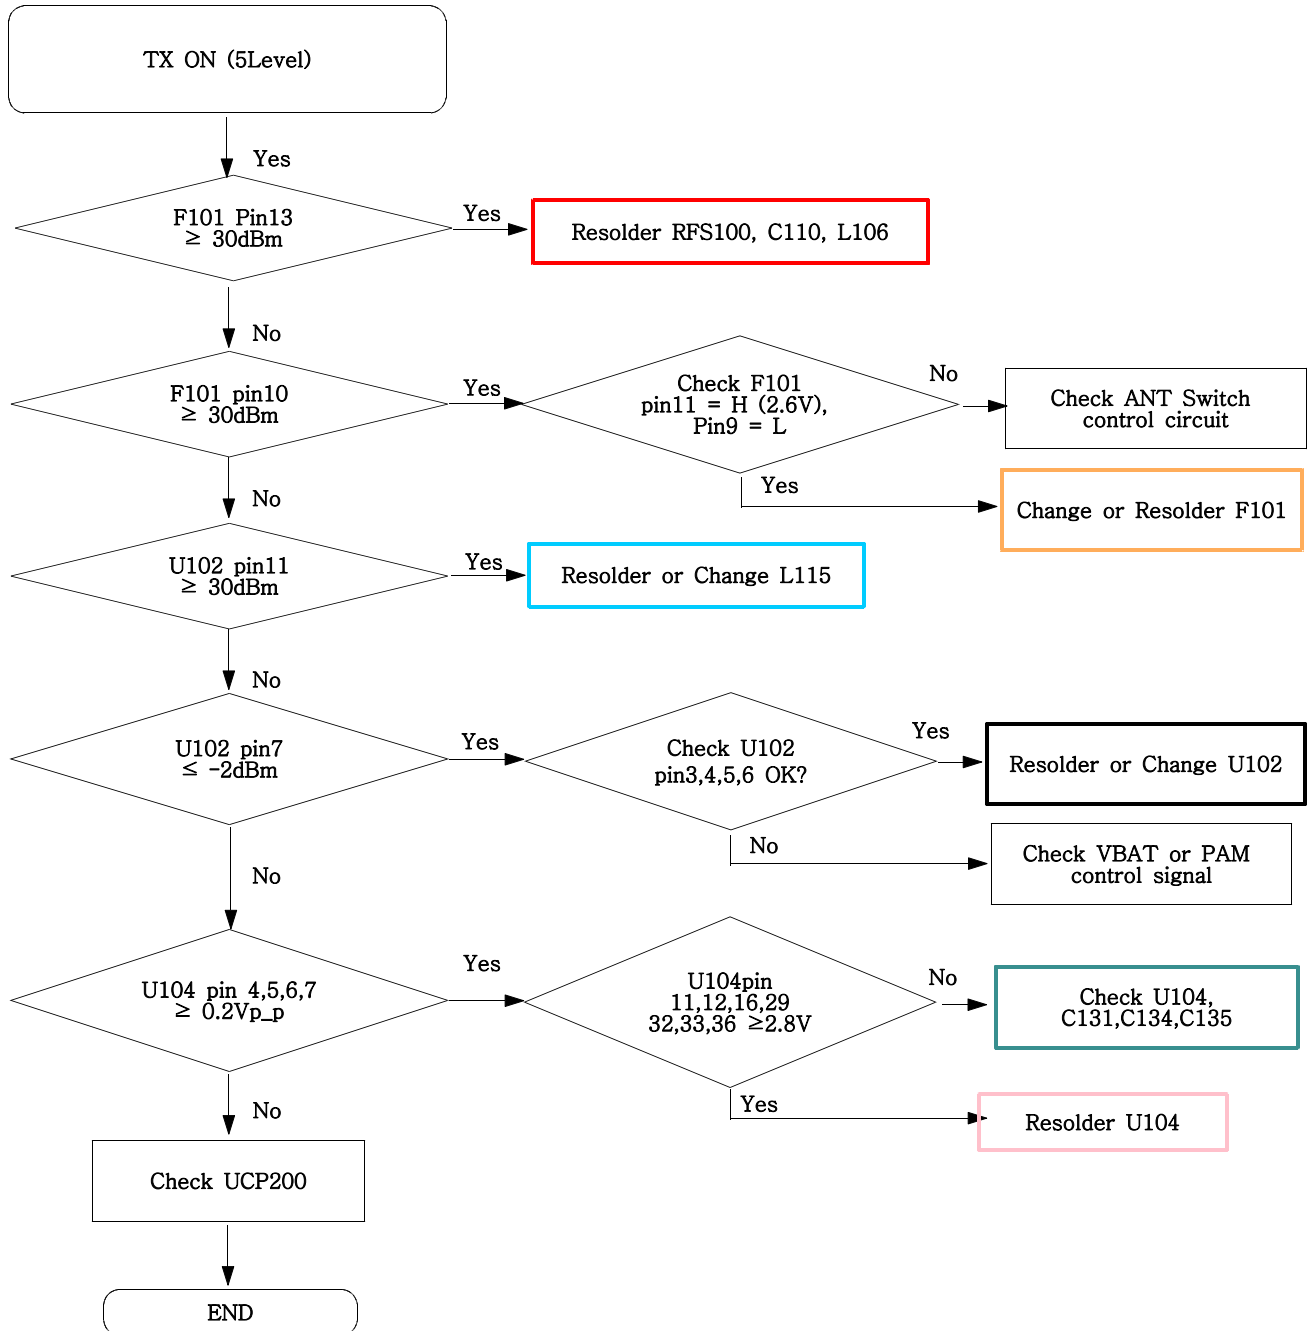 TX ON (5Level)
Yes
F101 Pin13
≥ 30dBm
Yes
Resolder RFS100, C110, L106
No
F101 pin10
≥ 30dBm
Yes
Check F101
pin11 = H (2.6V),
Pin9 = L
No
Check ANT Switch
control circuit
Yes
Change or Resolder F101
No
U102 pin11
≥ 30dBm
Yes
Resolder or Change L115
No
U102 pin7
≤ -2dBm
Yes
Check U102
pin3,4,5,6 OK?
Yes
Resolder or Change U102
No
Check VBAT or PAM
control signal
No
U104 pin 4,5,6,7
≥ 0.2Vp_p
Yes
U104pin
11,12,16,29
32,33,36 ≥2.8V
No
Check U104,
C131,C134,C135
Yes
Resolder U104
No
Check UCP200
END